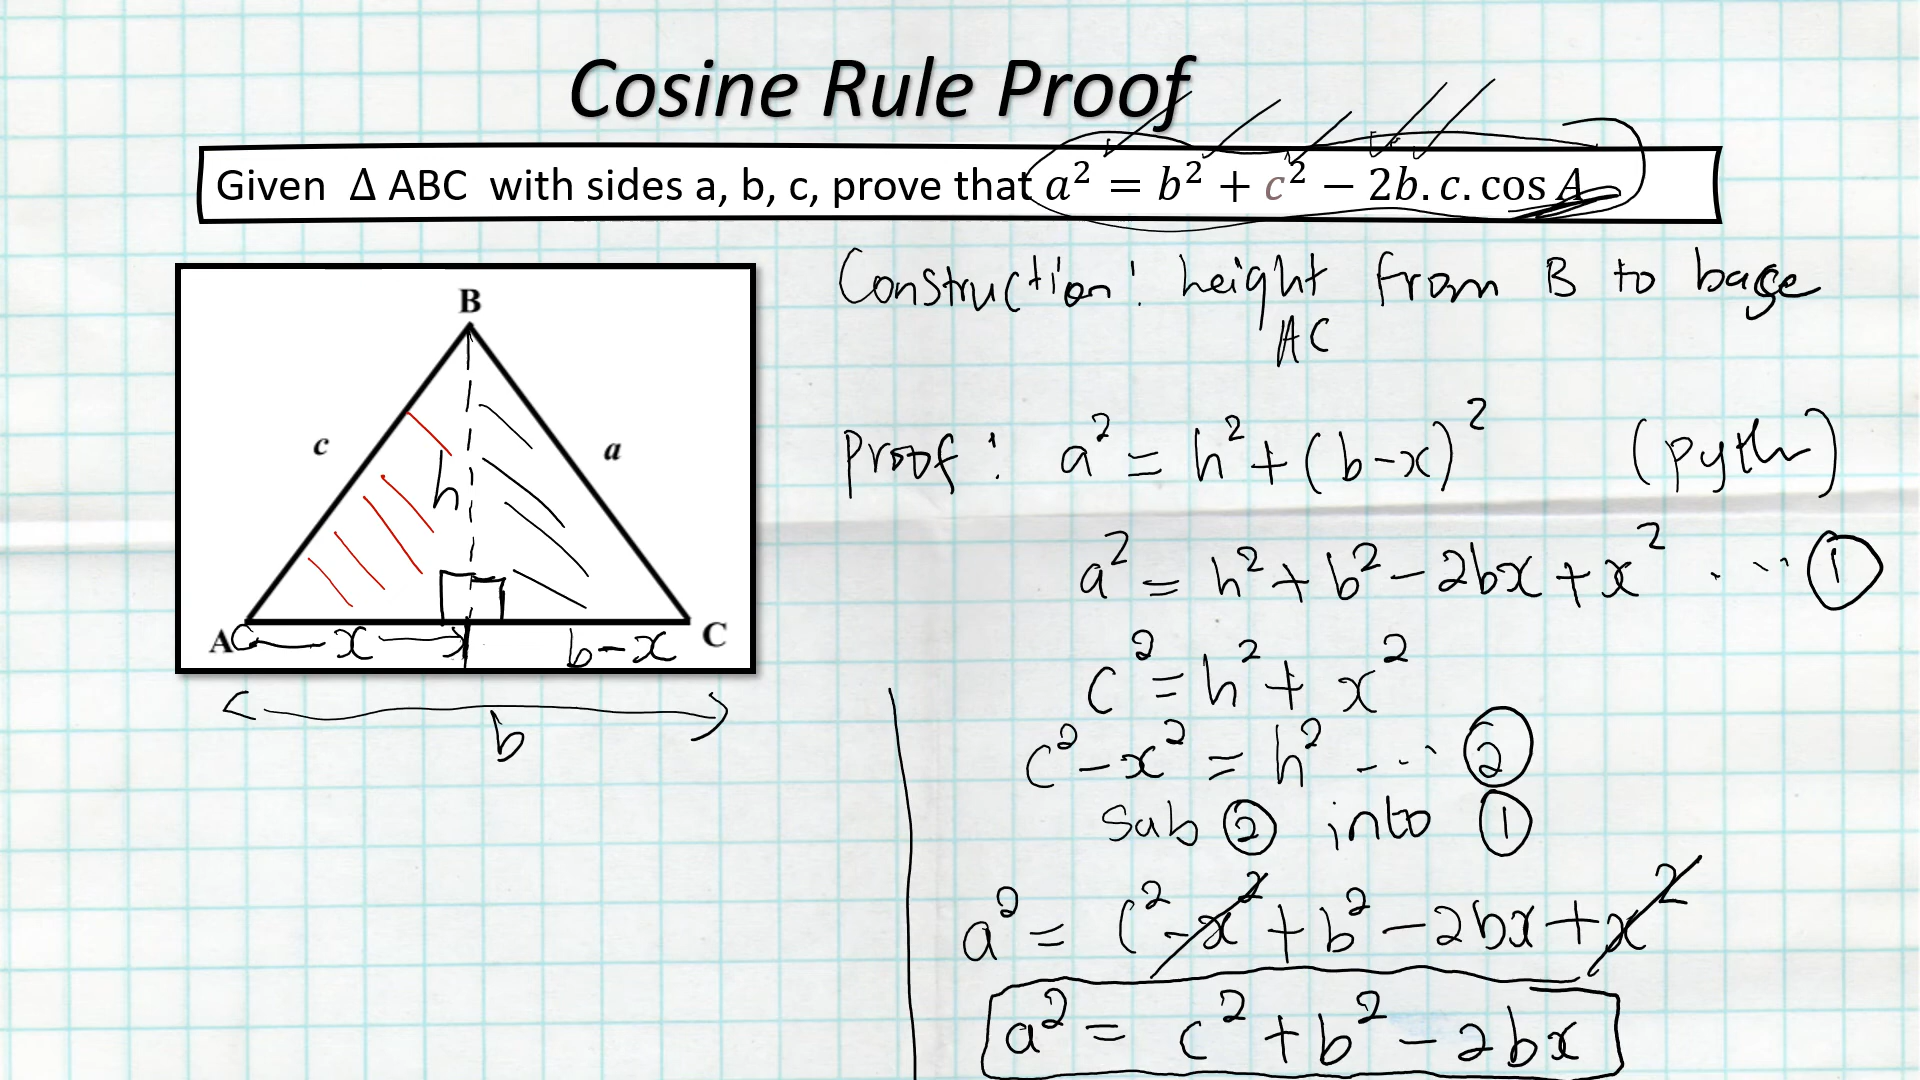 Cosine Rule Proof
Given Δ ABC with sides a, b, c, prove that a² = b² + c² − 2b.c.cos A
Construction: height from B to base
AC
B
c
h
a
A
x
b-x
C
b
Proof: a² = h² + (b-x)² (pyth)
a² = h² + b² - 2bx + x² ... ①
c² = h² + x²
c² - x² = h² ... ②
Sub ② into ①
a² = c² - x² + b² - 2bx + x²
a² = c² + b² - 2bx